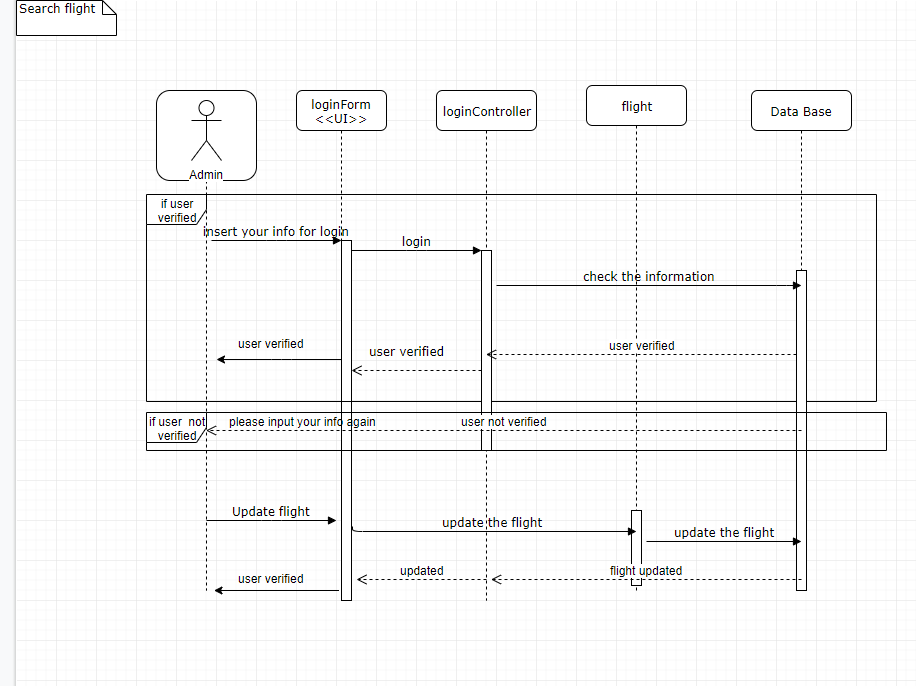 Search flight
loginForm
<<UI>>
loginController
flight
Data Base
Admin
if user
verified
insert your info for login
login
check the information
user verified
user verified
user verified
if user not
verified
please input your info again
user not verified
Update flight
update the flight
update the flight
updated
flight updated
user verified